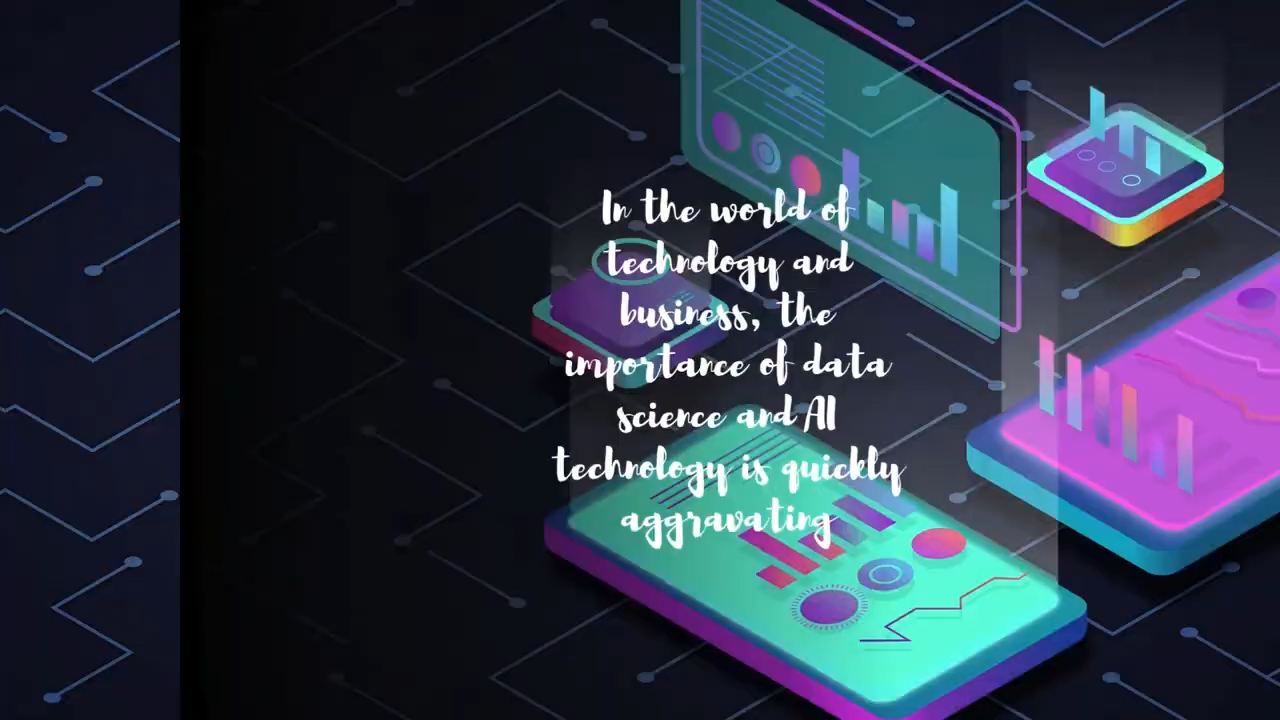 In the world of
technology and
business, the
importance of data
science and AI
technology is quickly
aggravating